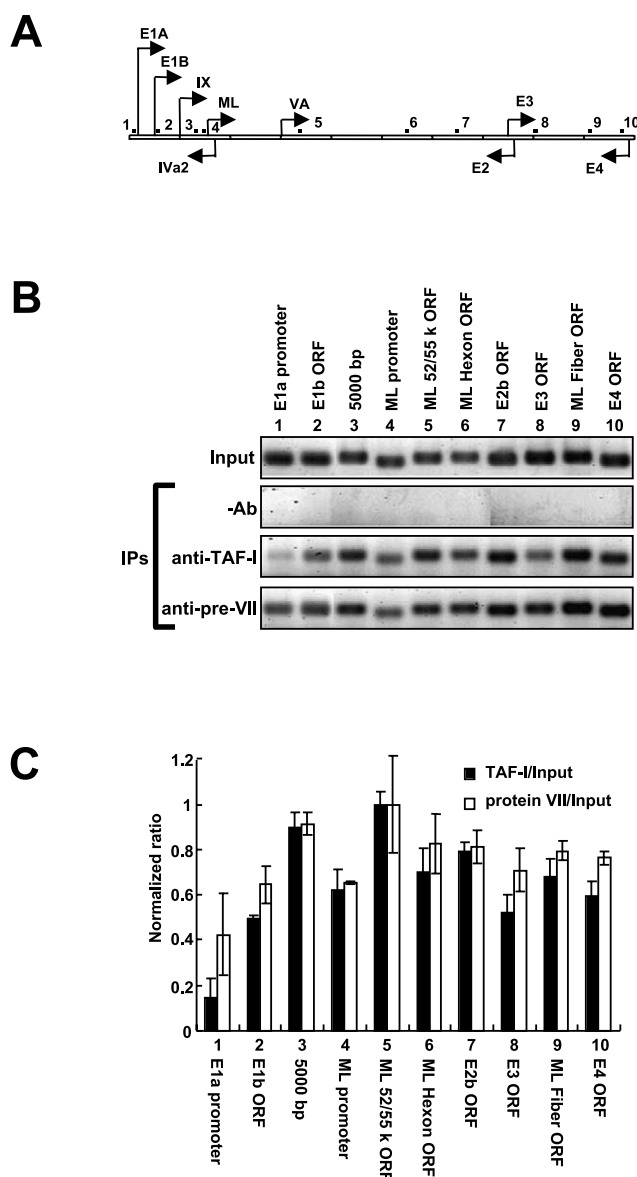 A
E1A
E1B
IX
ML
VA
E3
1 2 3 4 5 6 7 8 9 10
IVa2
E2
E4
B
E1a promoter
E1b ORF
5000 bp
ML promoter
ML 52/55 k ORF
ML Hexon ORF
E2b ORF
E3 ORF
ML Fiber ORF
E4 ORF
1 2 3 4 5 6 7 8 9 10
Input
-Ab
IPs
anti-TAF-I
anti-pre-VII
C
1.2
1
0.8
0.6
0.4
0.2
0
Normalized ratio
TAF-I/Input
protein VII/Input
1 2 3 4 5 6 7 8 9 10
E1a promoter
E1b ORF
5000 bp
ML promoter
ML 52/55 k ORF
ML Hexon ORF
E2b ORF
E3 ORF
ML Fiber ORF
E4 ORF